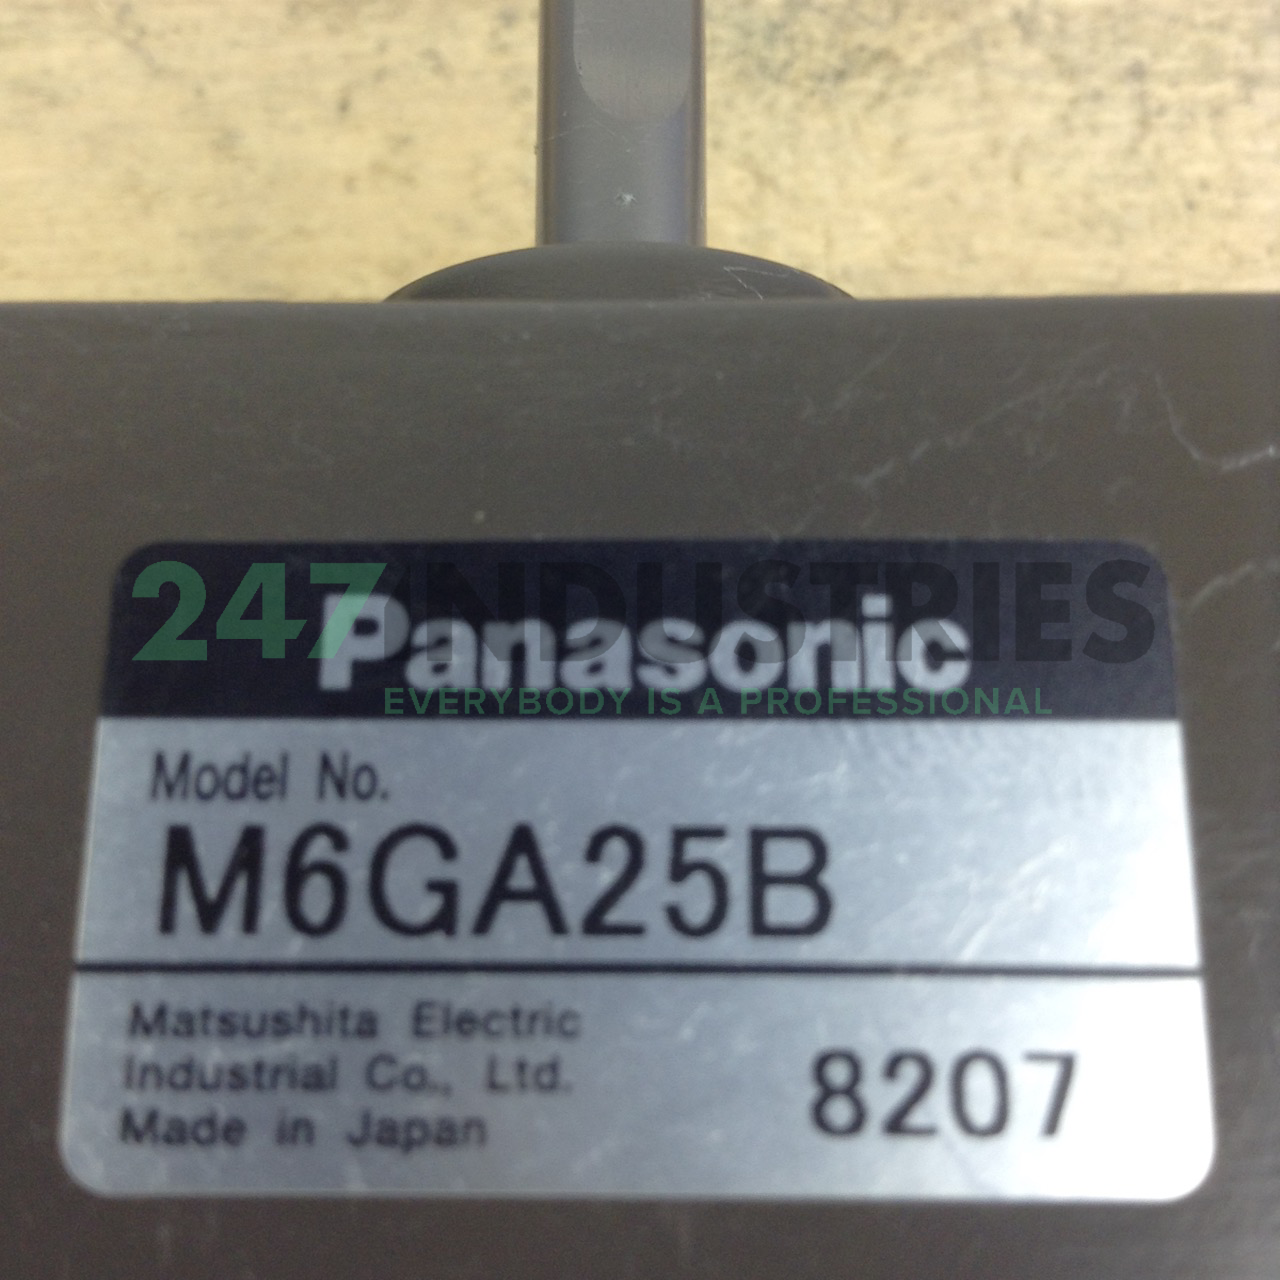 247INDUSTRIES
Panasonic
EVERYBODY IS A PROFESSIONAL
Model No.
M6GA25B
Matsushita Electric
Industrial Co., Ltd.
Made in Japan
8207